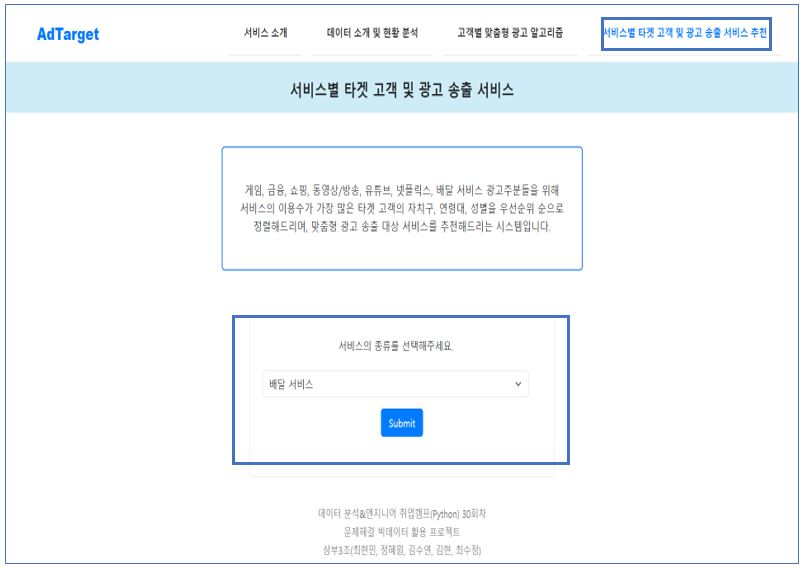 AdTarget
서비스 소개
데이터 소개 및 현황 분석
고객별 맞춤형 광고 알고리즘
서비스별 타겟 고객 및 광고 송출 서비스 추천
서비스별 타겟 고객 및 광고 송출 서비스
게임, 금융, 쇼핑, 동영상/방송, 유튜브, 넷플릭스, 배달 서비스 광고주분들을 위해
서비스의 이용수가 가장 많은 타겟 고객의 자치구, 연령대, 성별을 우선순위 순으로
정렬해드리며, 맞춤형 광고 송출 대상 서비스를 추천해드리는 시스템입니다.
서비스의 종류를 선택해주세요.
배달 서비스
Submit
데이터 분석&엔지니어 취업캠프(Python) 30회차
문제해결 빅데이터 활용 프로젝트
상부3조(최현민, 정혜원, 김수연, 김현, 최수정)